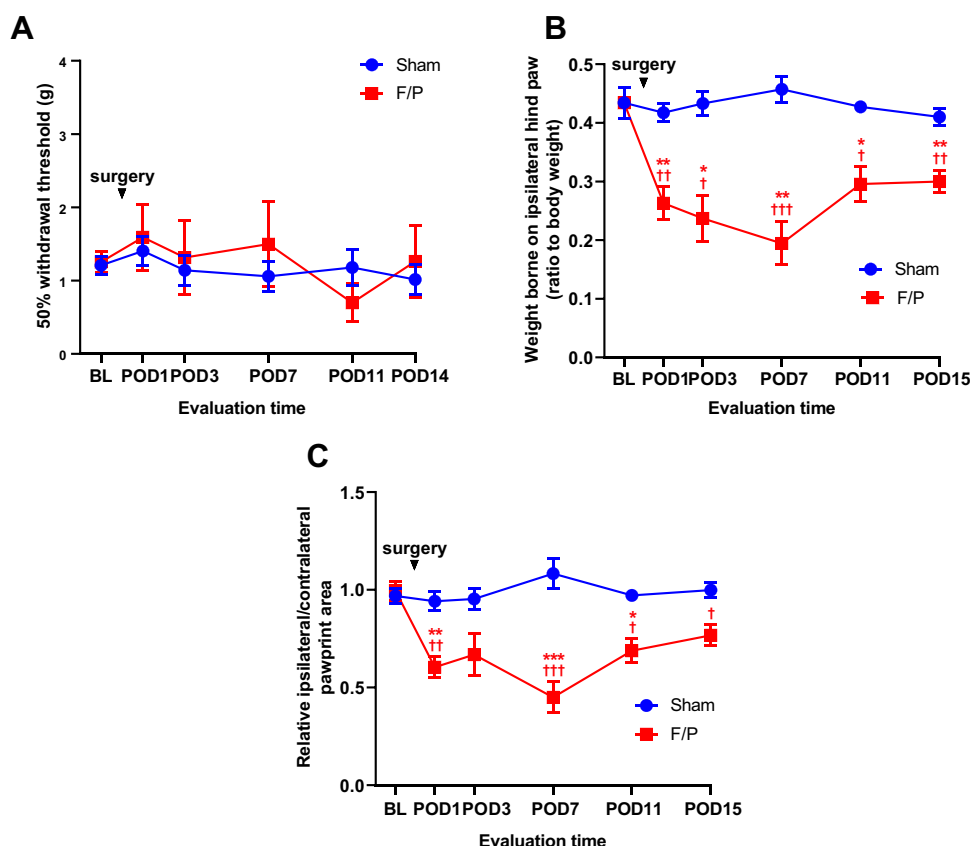 A
50% withdrawal threshold (g)
4
3
2
1
0
surgery
Sham
F/P
BL POD1 POD3 POD7 POD11 POD14
Evaluation time
B
Weight borne on ipsilateral hind paw
(ratio to body weight)
0.5
0.4
0.3
0.2
0.1
0.0
surgery
**
††
*
†
**
†††
*
†
**
††
Sham
F/P
BL POD1 POD3 POD7 POD11 POD15
Evaluation time
C
Relative ipsilateral/contralateral
pawprint area
1.5
1.0
0.5
0.0
surgery
**
††
***
†††
*
†
†
Sham
F/P
BL POD1 POD3 POD7 POD11 POD15
Evaluation time